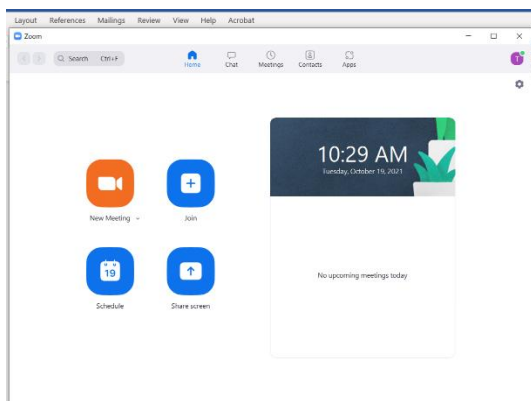 Layout References Mailings Review View Help Acrobat
Zoom
Search Ctrl+F
Home Chat Meetings Contacts Apps
T
10:29 AM
Tuesday, October 19, 2021
New Meeting Join
19
Schedule Share screen
No upcoming meetings today